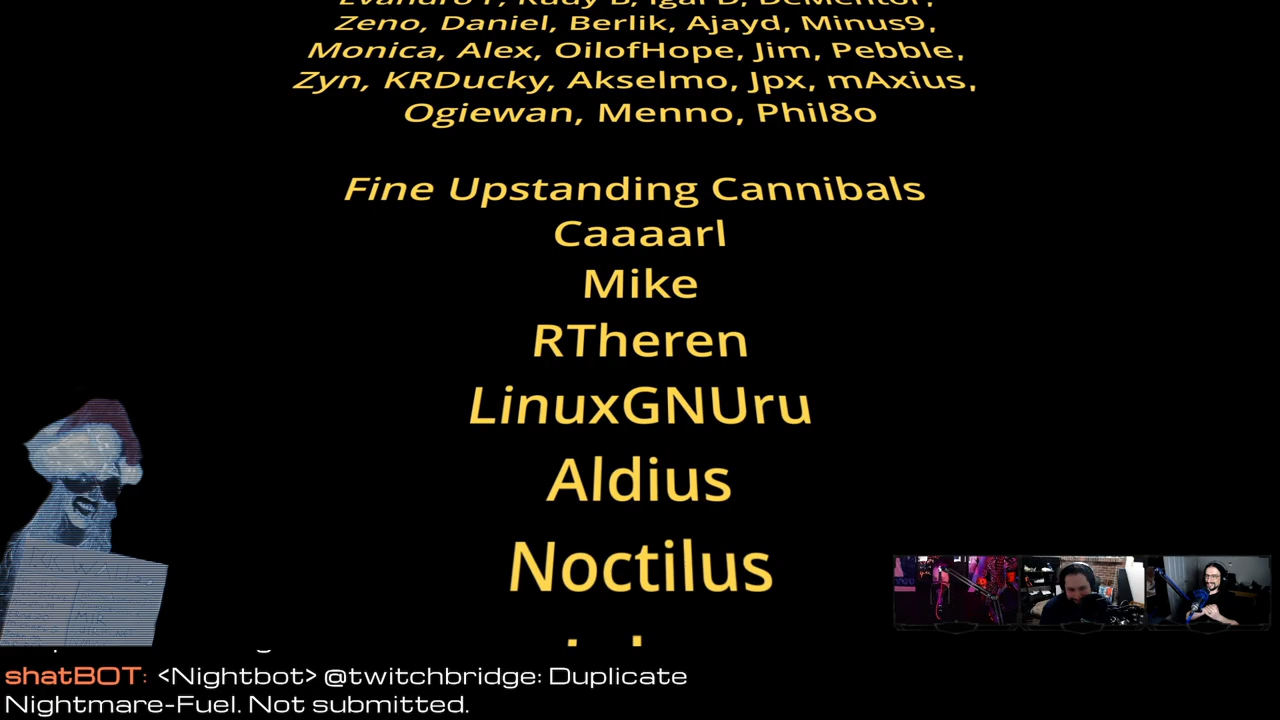 Zeno, Daniel, Berlik, Ajayd, Minus9,
Monica, Alex, OilofHope, Jim, Pebble,
Zyn, KRDucky, Akselmo, Jpx, mAxius,
Ogiewan, Menno, Phil8o
Fine Upstanding Cannibals
Caaaarl
Mike
RTheren
LinuxGNUru
Aldius
Noctilus
shatBOT: <Nightbot> @twitchbridge: Duplicate
Nightmare-Fuel. Not submitted.